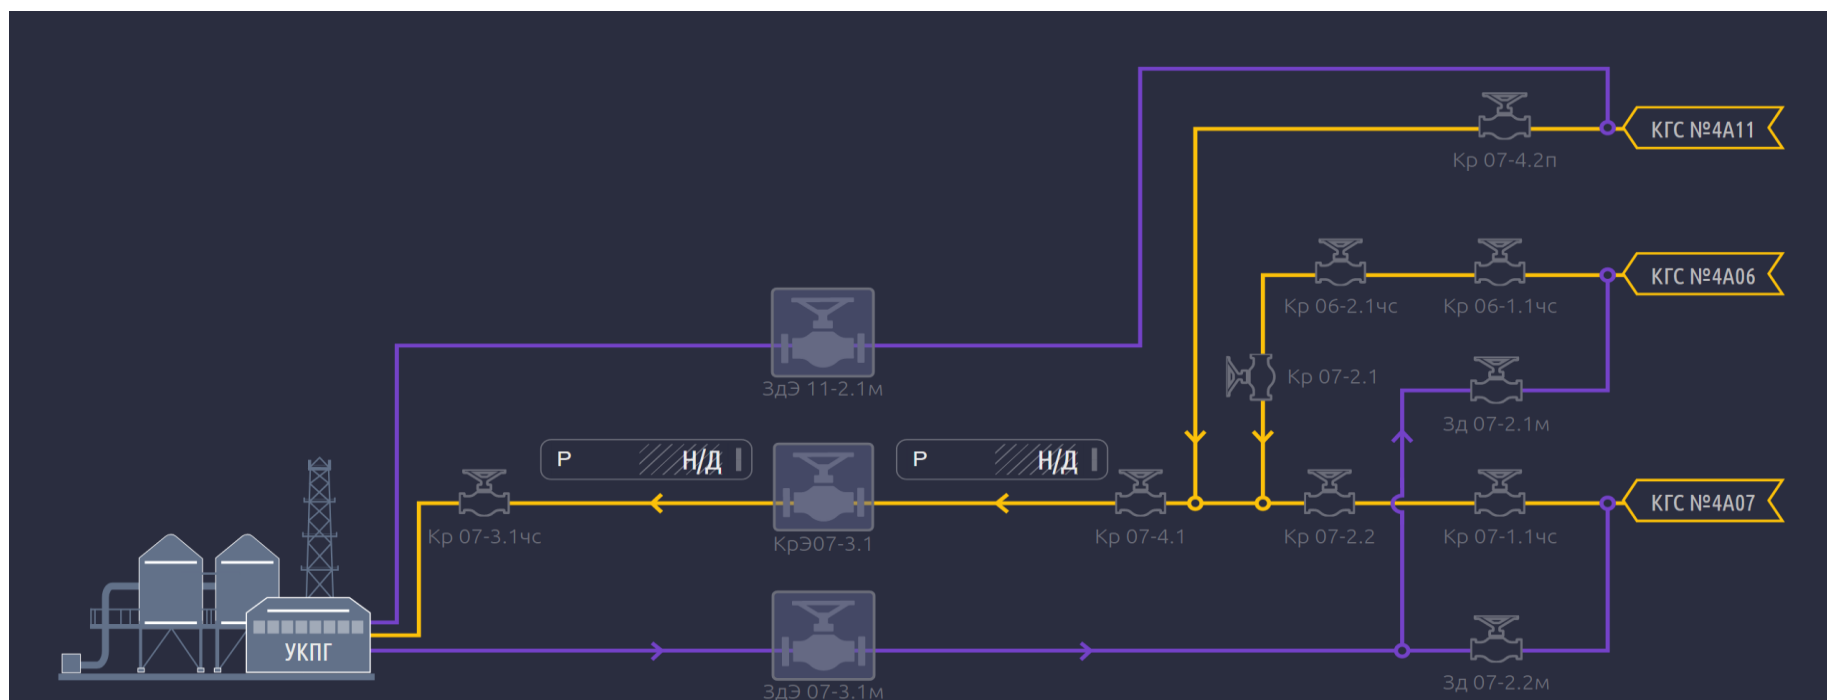 КГС №4А11
Кр 07-4.2п
КГС №4А06
Кр 06-2.1чс
Кр 06-1.1чс
Кр 07-2.1
ЗдЭ 11-2.1м
Зд 07-2.1м
Р Н/Д
Р Н/Д
КГС №4А07
Кр 07-3.1чс
КрЭ07-3.1
Кр 07-4.1
Кр 07-2.2
Кр 07-1.1чс
УКПГ
ЗдЭ 07-3.1м
Зд 07-2.2м